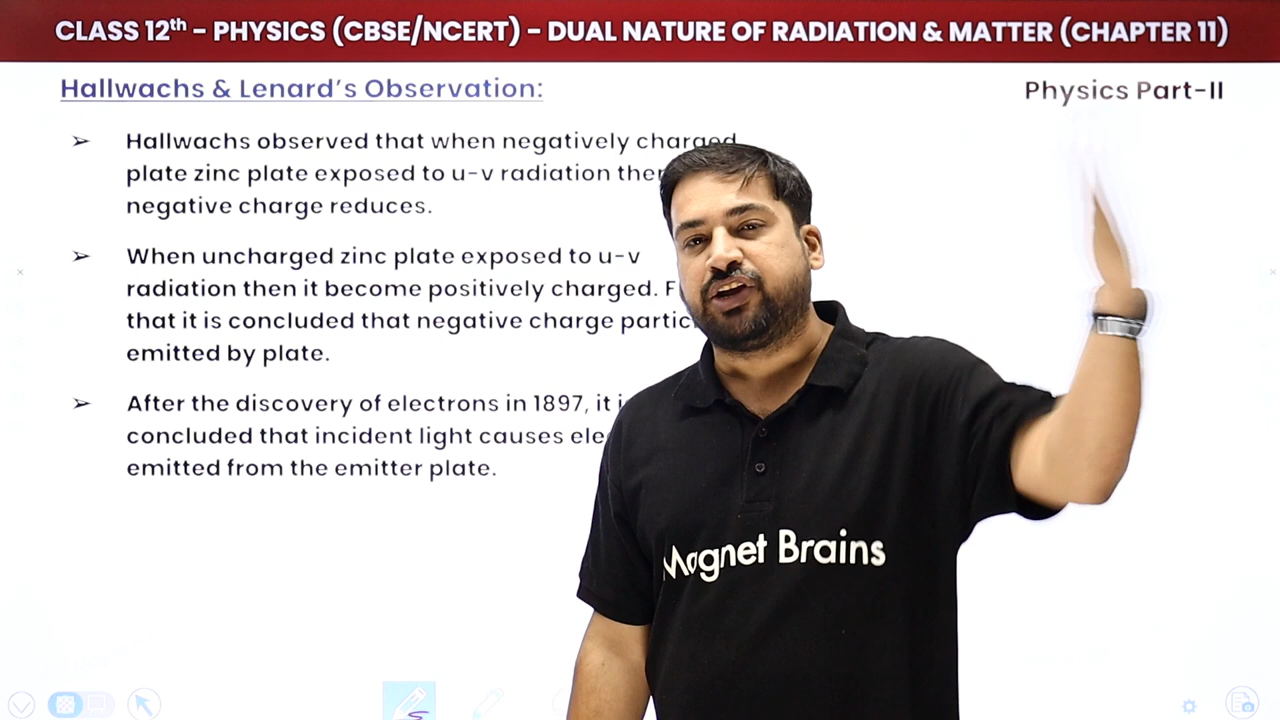 CLASS 12th - PHYSICS (CBSE/NCERT) - DUAL NATURE OF RADIATION & MATTER (CHAPTER 11)
Hallwachs & Lenard's Observation:
Physics Part-II
➢ Hallwachs observed that when negatively charged
plate zinc plate exposed to u-v radiation
negative charge reduces.
➢ When uncharged zinc plate exposed to u-v
radiation then it become positively charged.
that it is concluded that negative charge
emitted by plate.
➢ After the discovery of electrons in 1897, it
concluded that incident light causes
emitted from the emitter plate.
Magnet Brains